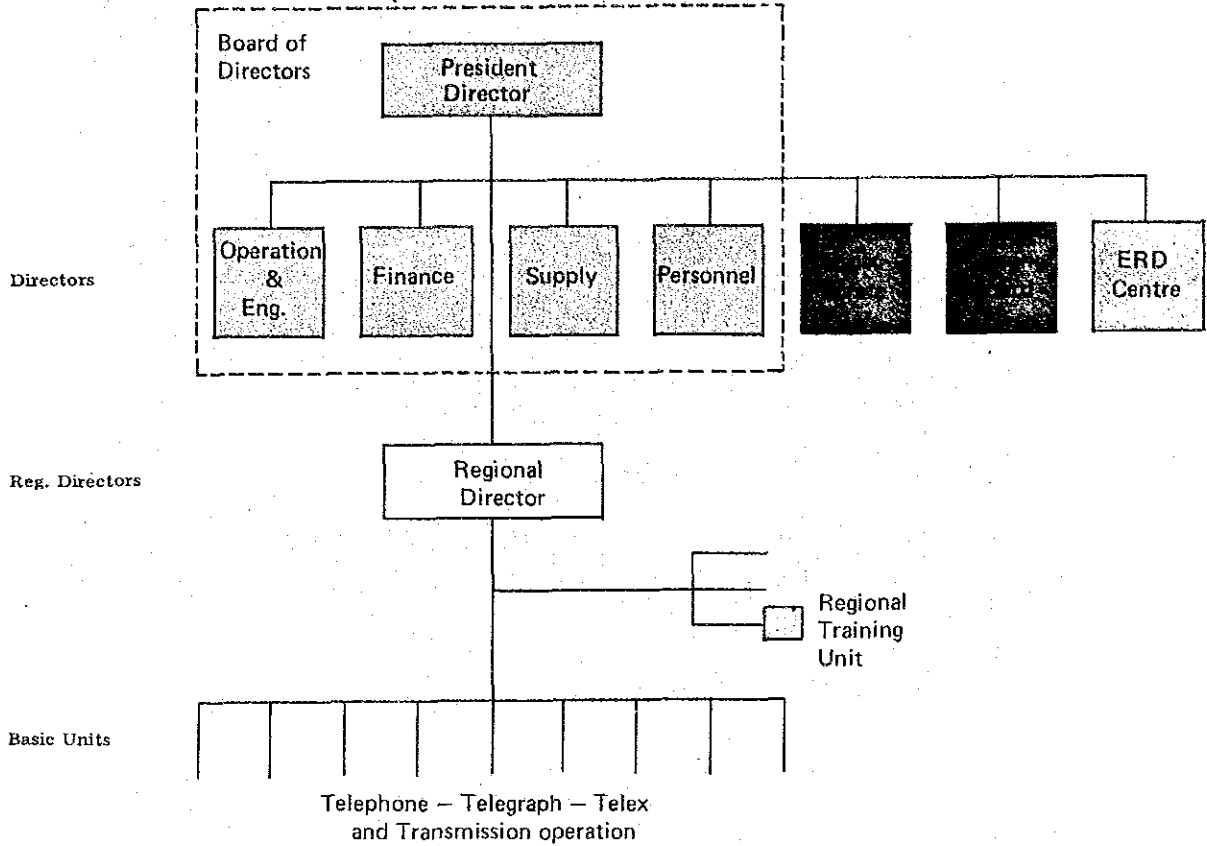 Board of
Directors
President
Director
Directors
Operation
&
Eng.
Finance
Supply
Personnel
ERD
Centre
Reg. Directors
Regional
Director
Regional
Training
Unit
Basic Units
Telephone — Telegraph — Telex
and Transmission operation